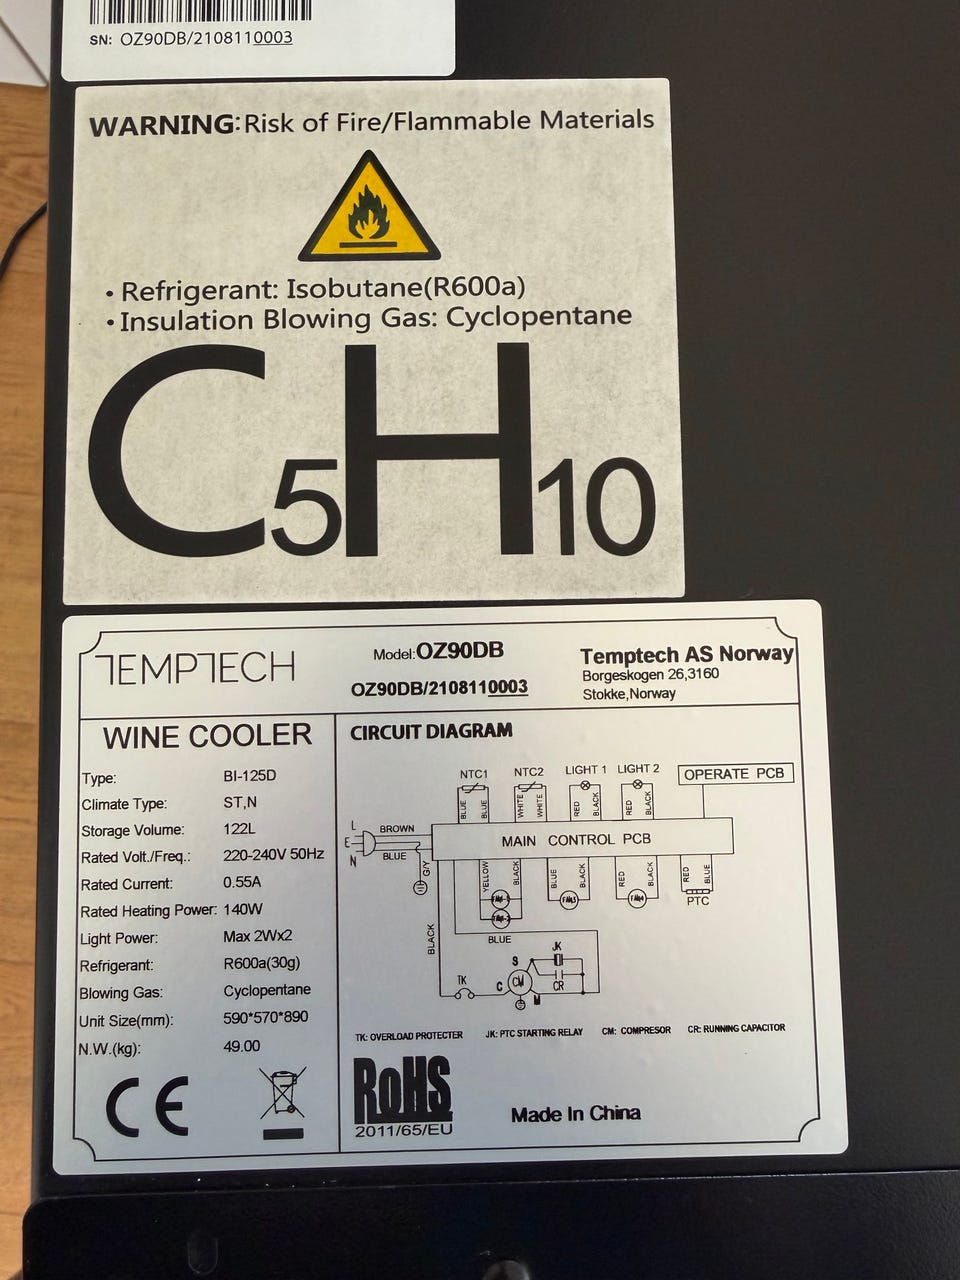 SN: OZ90DB/2108110003
WARNING:Risk of Fire/Flammable Materials
• Refrigerant: Isobutane(R600a)
• Insulation Blowing Gas: Cyclopentane
C5H10
TEMPTECH
Model:OZ90DB
OZ90DB/2108110003
Temptech AS Norway
Borgeskogen 26,3160
Stokke,Norway
WINE COOLER
Type: BI-125D
Climate Type: ST,N
Storage Volume: 122L
Rated Volt./Freq.: 220-240V 50Hz
Rated Current: 0.55A
Rated Heating Power: 140W
Light Power: Max 2Wx2
Refrigerant: R600a(30g)
Blowing Gas: Cyclopentane
Unit Size(mm): 590*570*890
N.W.(kg): 49.00
CE
CIRCUIT DIAGRAM
NTC1 NTC2 LIGHT 1 LIGHT 2 OPERATE PCB
BLUE BLUE WHITE WHITE RED BLACK RED BLACK
L BROWN
E
N BLUE
G/Y
MAIN CONTROL PCB
YELLOW BLACK BLUE BLACK RED BLACK RED BLUE
PTC
BLACK
BLUE
TK C S CM M JK CR
TK: OVERLOAD PROTECTER JK: PTC STARTING RELAY CM: COMPRESOR CR: RUNNING CAPACITOR
RoHS
2011/65/EU
Made In China